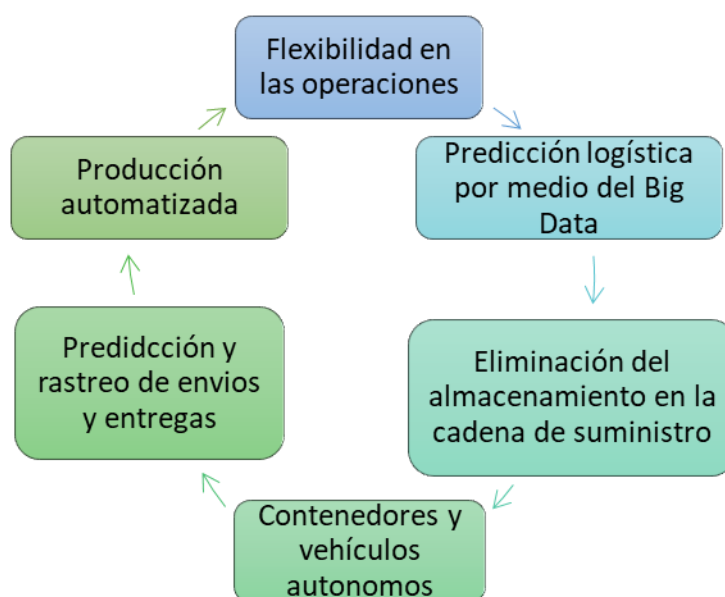 Flexibilidad en
las operaciones
Predicción logística
por medio del Big
Data
Eliminación del
almacenamiento en la
cadena de suministro
Contenedores y
vehículos
autonomos
Predidcción y
rastreo de envios
y entregas
Producción
automatizada